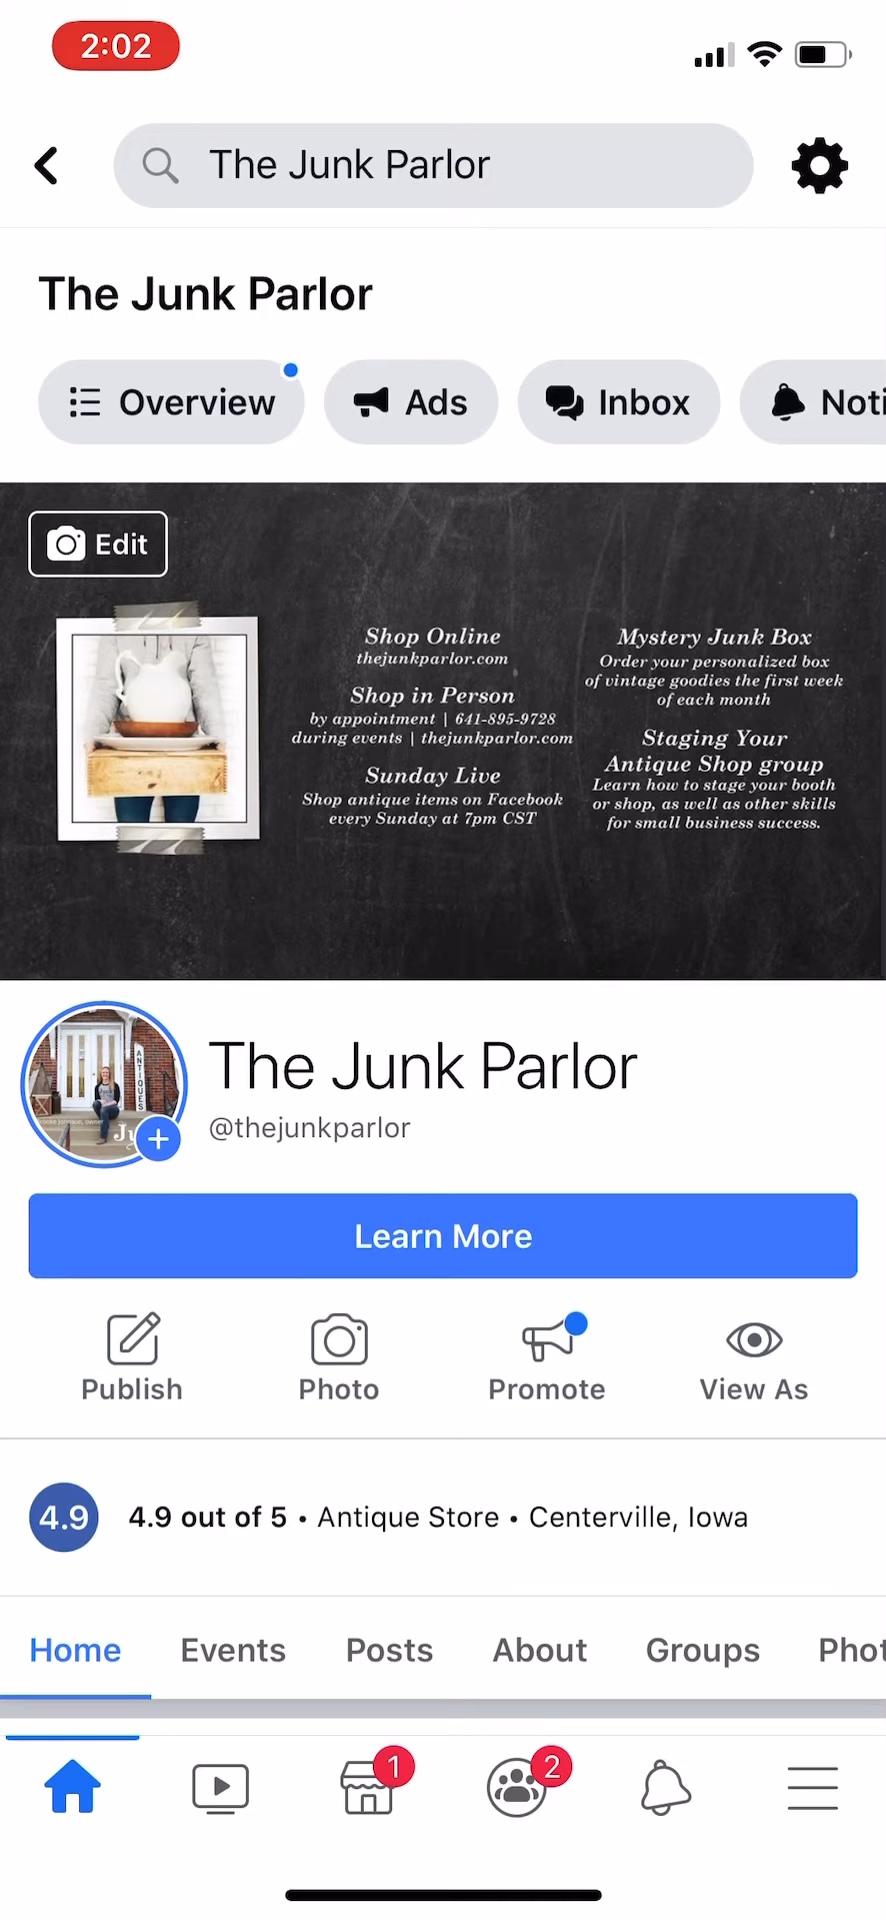 2:02
The Junk Parlor
The Junk Parlor
Overview
Ads
Inbox
Noti
Edit
Shop Online
thejunkparlor.com
Shop in Person
by appointment | 641-895-9728
during events | thejunkparlor.com
Sunday Live
Shop antique items on Facebook
every Sunday at 7pm CST
Mystery Junk Box
Order your personalized box
of vintage goodies the first week
of each month
Staging Your
Antique Shop group
Learn how to stage your booth
or shop, as well as other skills
for small business success.
ANTIQUES
The Junk Parlor
@thejunkparlor
Learn More
Publish
Photo
Promote
View As
4.9
4.9 out of 5 • Antique Store • Centerville, Iowa
Home
Events
Posts
About
Groups
Phot
1
2